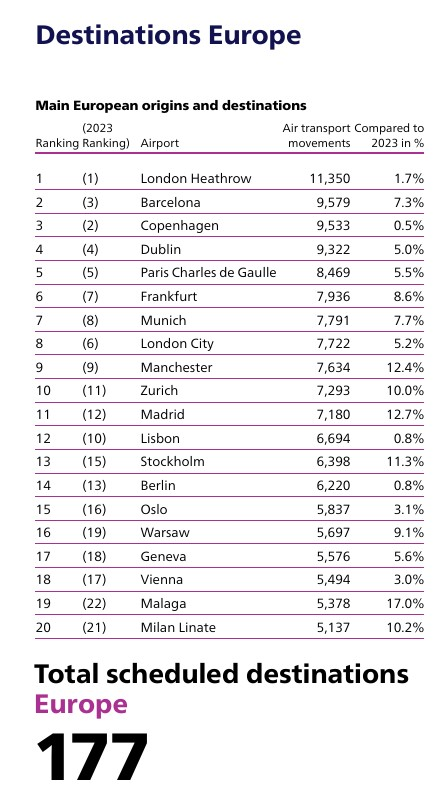 Destinations Europe
Main European origins and destinations
Ranking (2023 Ranking) Airport Air transport movements Compared to 2023 in %
1 (1) London Heathrow 11,350 1.7%
2 (3) Barcelona 9,579 7.3%
3 (2) Copenhagen 9,533 0.5%
4 (4) Dublin 9,322 5.0%
5 (5) Paris Charles de Gaulle 8,469 5.5%
6 (7) Frankfurt 7,936 8.6%
7 (8) Munich 7,791 7.7%
8 (6) London City 7,722 5.2%
9 (9) Manchester 7,634 12.4%
10 (11) Zurich 7,293 10.0%
11 (12) Madrid 7,180 12.7%
12 (10) Lisbon 6,694 0.8%
13 (15) Stockholm 6,398 11.3%
14 (13) Berlin 6,220 0.8%
15 (16) Oslo 5,837 3.1%
16 (19) Warsaw 5,697 9.1%
17 (18) Geneva 5,576 5.6%
18 (17) Vienna 5,494 3.0%
19 (22) Malaga 5,378 17.0%
20 (21) Milan Linate 5,137 10.2%
Total scheduled destinations
Europe
177